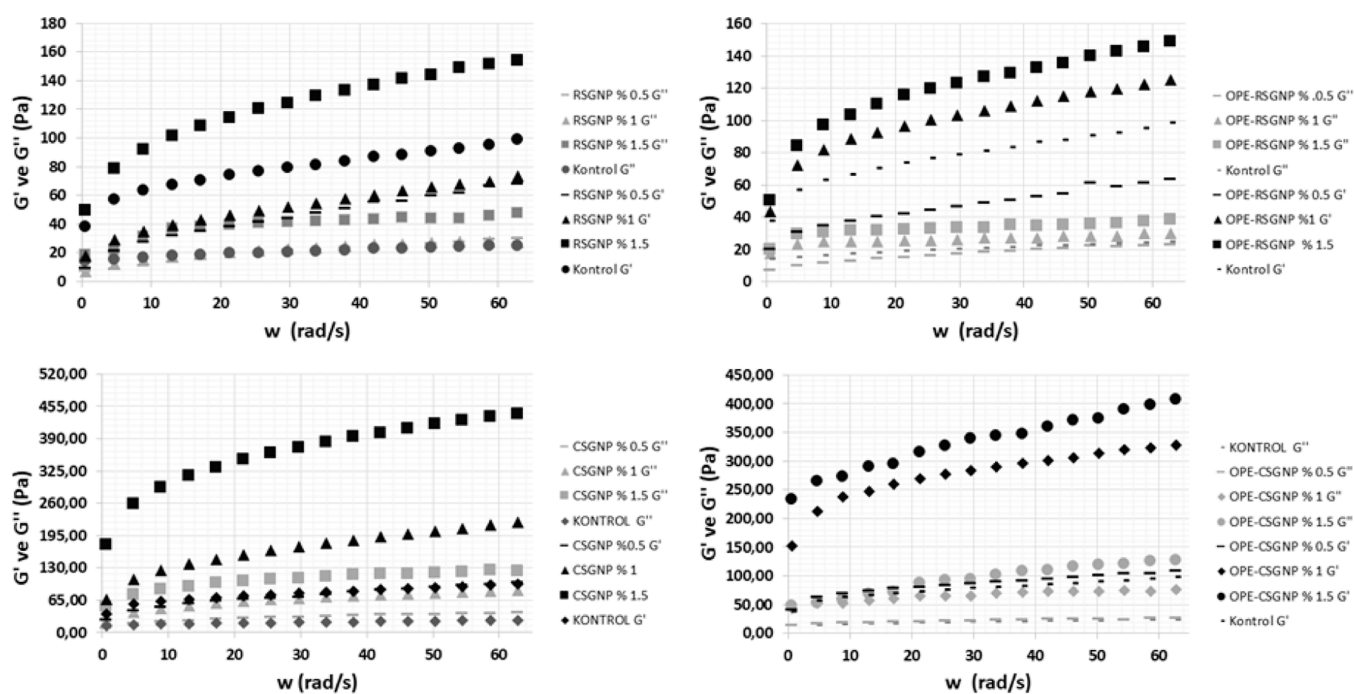 180
160
140
120
100
80
60
40
20
0
G' ve G'' (Pa)
0 10 20 30 40 50 60
w (rad/s)
RSGNP % 0.5 G''
RSGNP % 1 G''
RSGNP % 1.5 G''
Kontrol G''
RSGNP % 0.5 G'
RSGNP %1 G'
RSGNP % 1.5
Kontrol G'
160
140
120
100
80
60
40
20
0
G' ve G'' (Pa)
0 10 20 30 40 50 60
w (rad/s)
OPE-RSGNP % .0.5 G''
OPE-RSGNP % 1 G''
OPE-RSGNP % 1.5 G''
Kontrol G''
OPE-RSGNP % 0.5 G'
OPE-RSGNP %1 G'
OPE-RSGNP % 1.5
Kontrol G'
520,00
455,00
390,00
325,00
260,00
195,00
130,00
65,00
0,00
G' ve G'' (Pa)
0 10 20 30 40 50 60
w (rad/s)
CSGNP % 0.5 G''
CSGNP % 1 G''
CSGNP % 1.5 G''
KONTROL G''
CSGNP %0.5 G'
CSGNP % 1
CSGNP % 1.5
KONTROL G'
450,00
400,00
350,00
300,00
250,00
200,00
150,00
100,00
50,00
0,00
G' ve G'' (Pa)
0 10 20 30 40 50 60
w (rad/s)
KONTROL G''
OPE-CSGNP % 0.5 G''
OPE-CSGNP % 1 G''
OPE-CSGNP % 1.5 G''
OPE-CSGNP % 0.5 G'
OPE-CSGNP % 1 G'
OPE-CSGNP % 1.5 G'
Kontrol G'